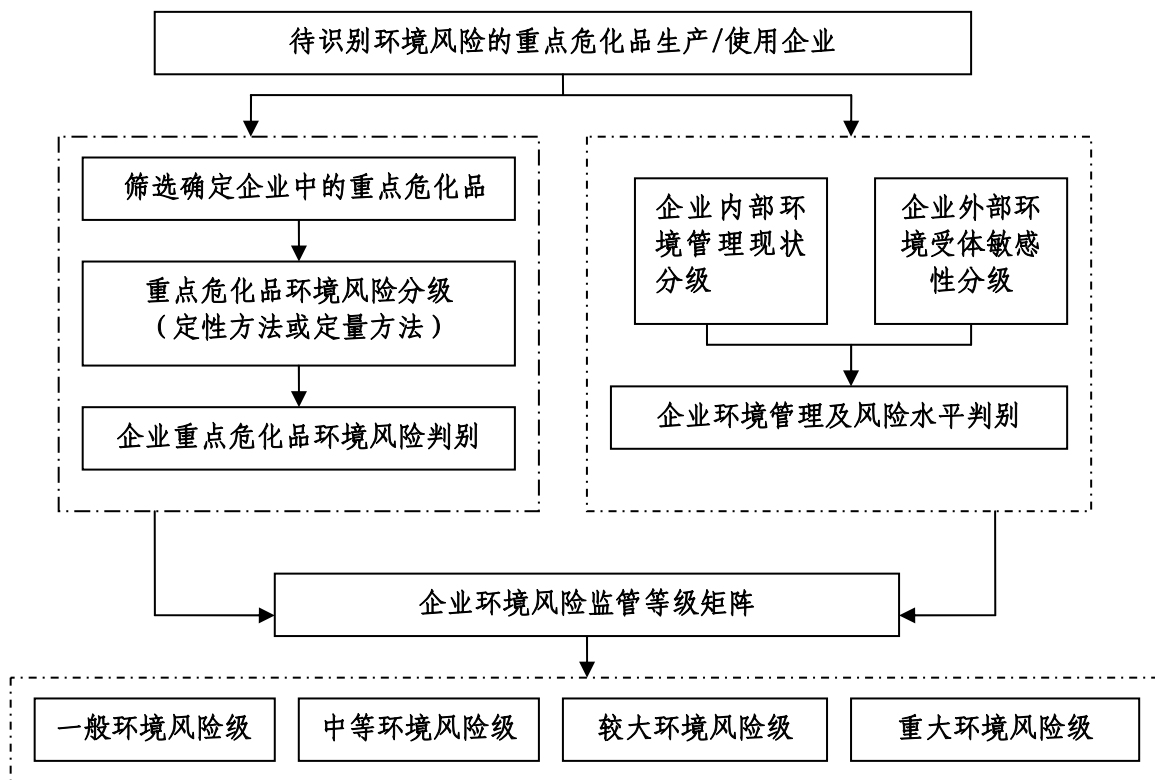 待识别环境风险的重点危化品生产/使用企业
筛选确定企业中的重点危化品
重点危化品环境风险分级
（定性方法或定量方法）
企业重点危化品环境风险判别
企业内部环
境管理现状
分级
企业外部环
境受体敏感
性分级
企业环境管理及风险水平判别
企业环境风险监管等级矩阵
一般环境风险级
中等环境风险级
较大环境风险级
重大环境风险级